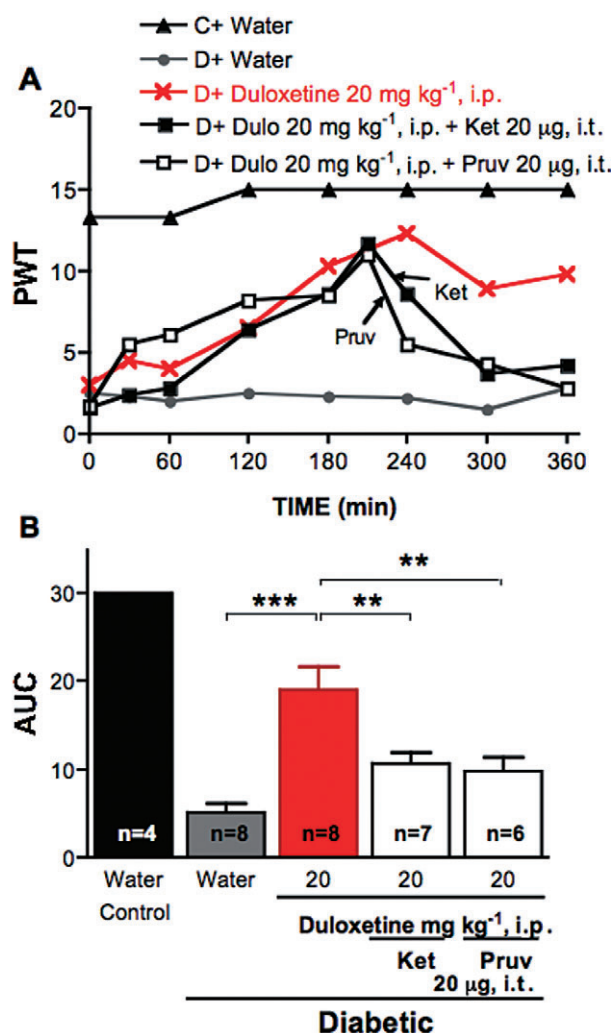 C+ Water
D+ Water
A
D+ Duloxetine 20 mg kg⁻¹, i.p.
D+ Dulo 20 mg kg⁻¹, i.p. + Ket 20 μg, i.t.
D+ Dulo 20 mg kg⁻¹, i.p. + Pruv 20 μg, i.t.
20
15
10
5
0
PWT
Ket
Pruv
0 60 120 180 240 300 360
TIME (min)
B
**
*** **
30
20
10
0
AUC
n=4 n=8 n=8 n=7 n=6
Water Water 20 20 20
Control
Duloxetine mg kg⁻¹, i.p.
Ket Pruv
20 μg, i.t.
Diabetic